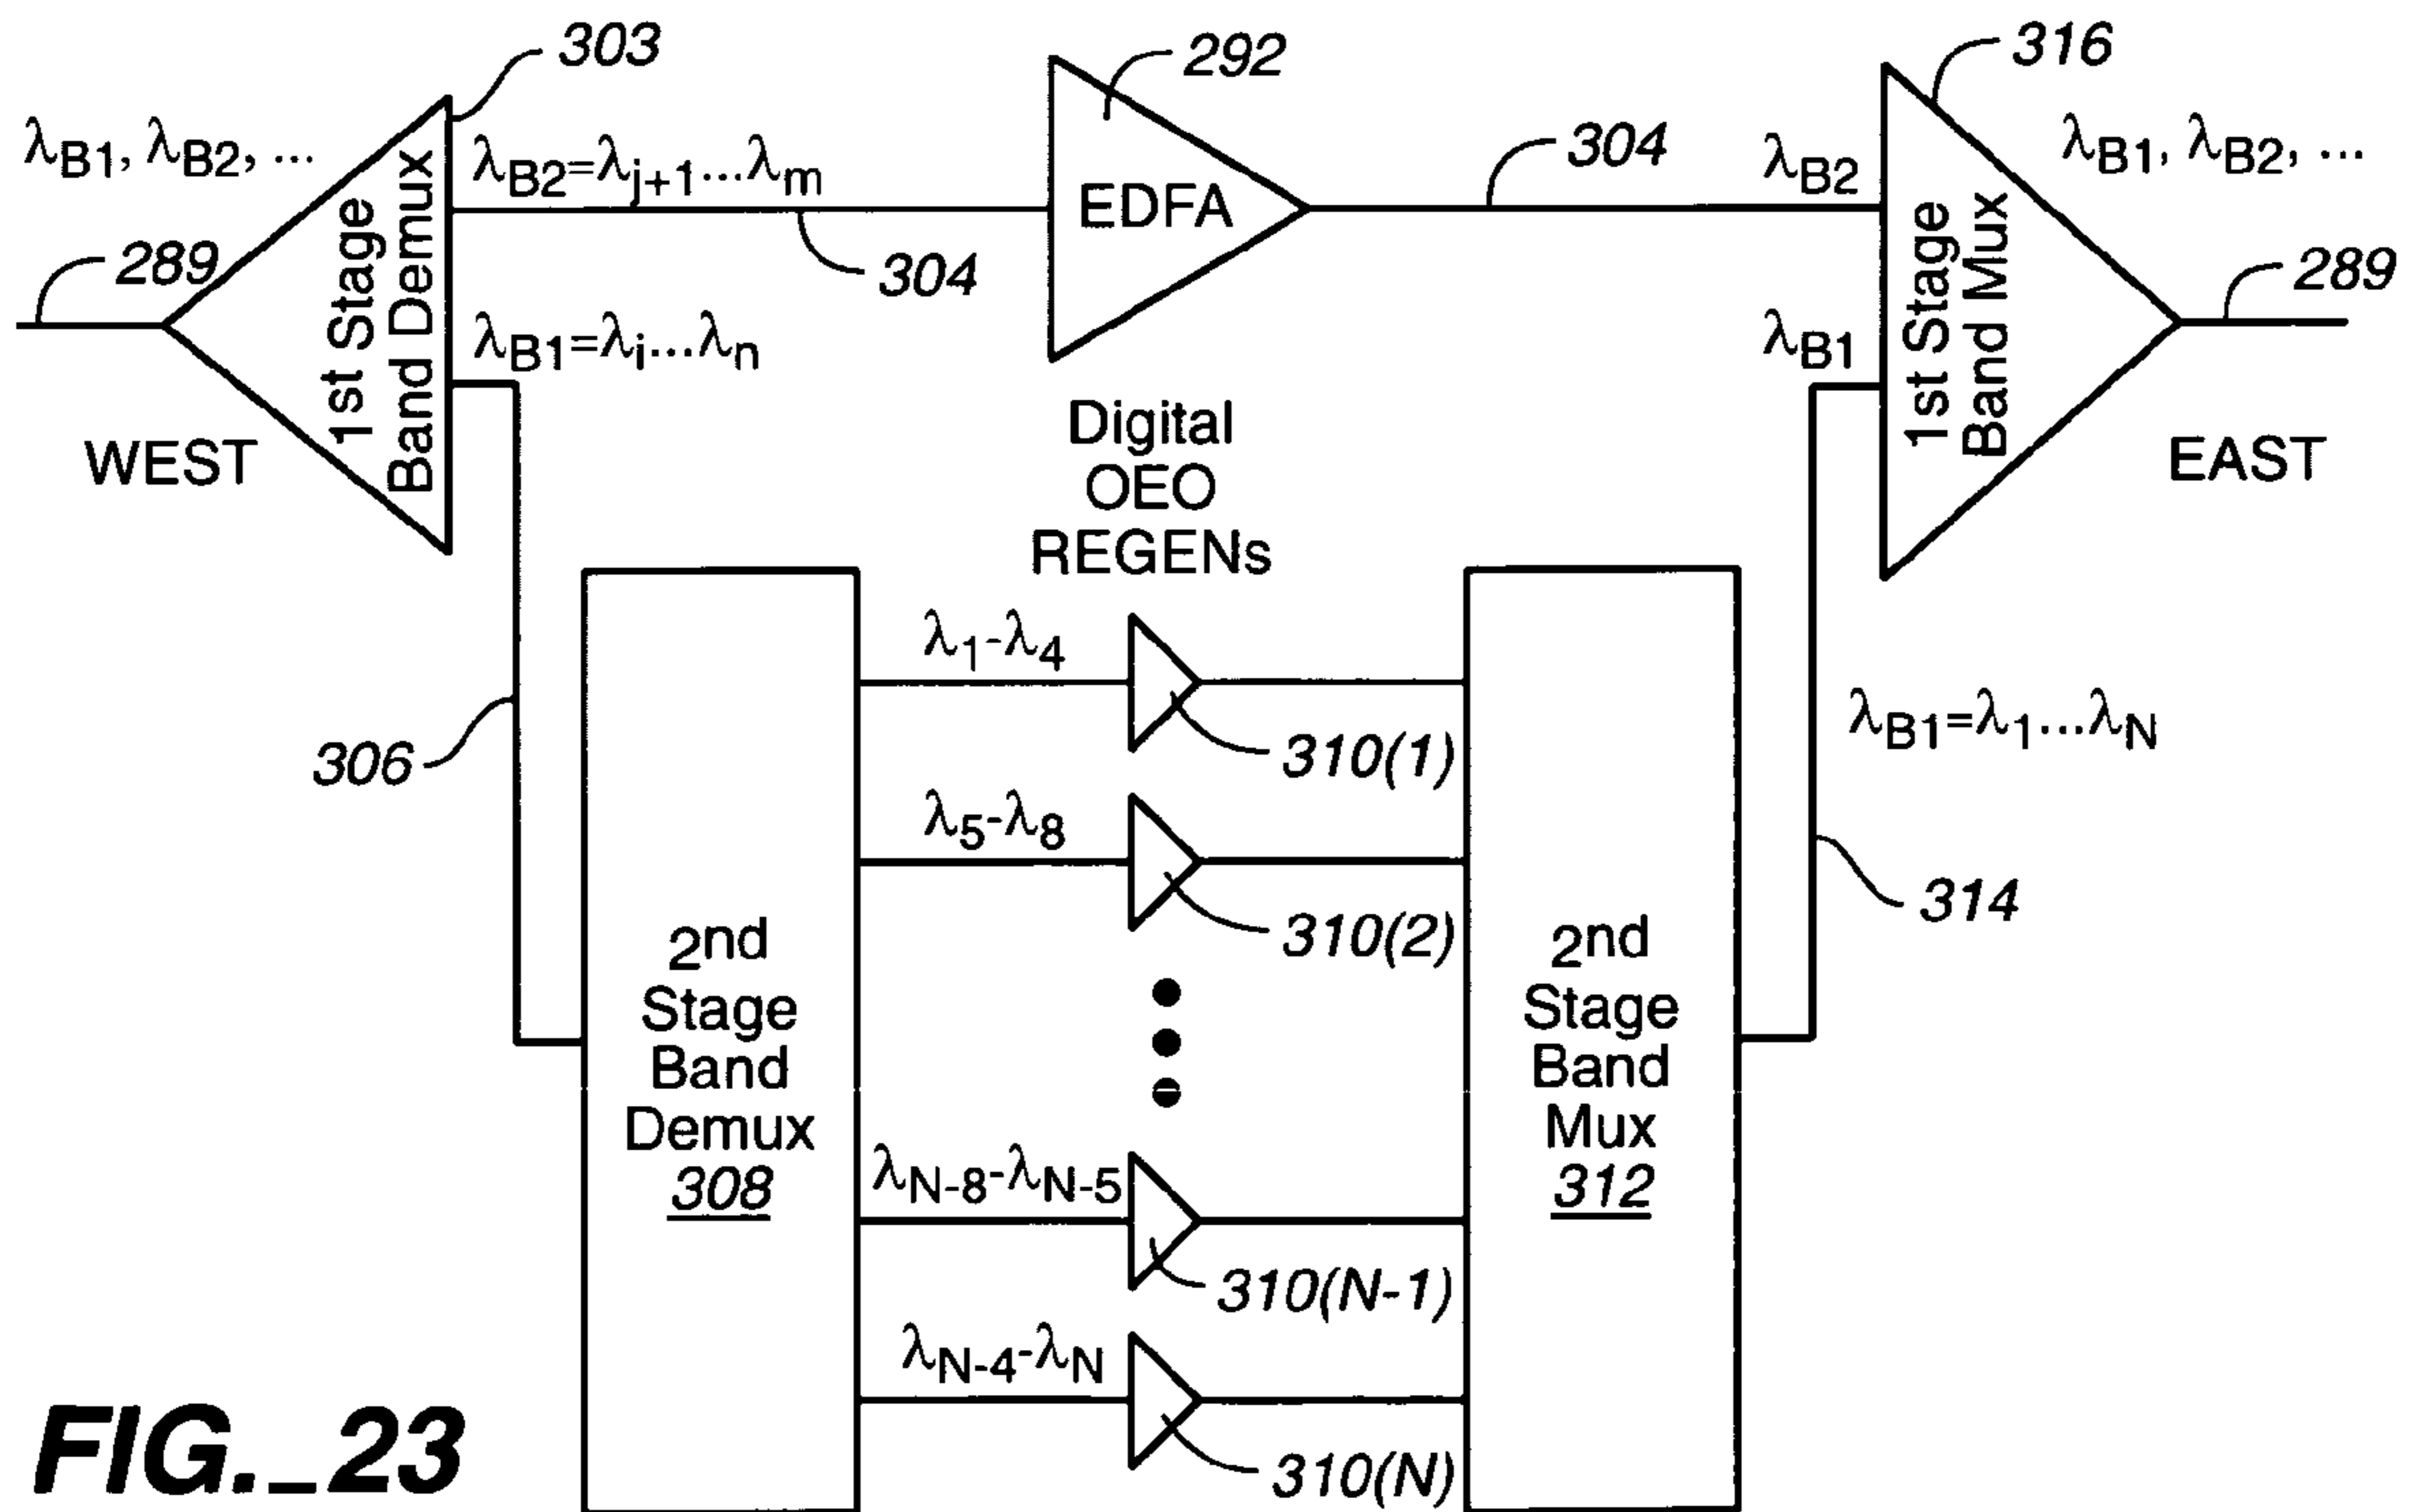 303
292
316
λB1, λB2, ...
λB2=λj+1...λm
304
λB2
λB1, λB2, ...
289
1st Stage
Band Demux
304
EDFA
1st Stage
Band Mux
289
λB1=λi...λn
λB1
WEST
EAST
Digital
OEO
REGENs
306
λ1-λ4
310(1)
λB1=λ1...λN
λ5-λ8
310(2)
314
2nd
Stage
Band
Demux
308
2nd
Stage
Band
Mux
312
λN-8-λN-5
310(N-1)
λN-4-λN
310(N)
FIG._23